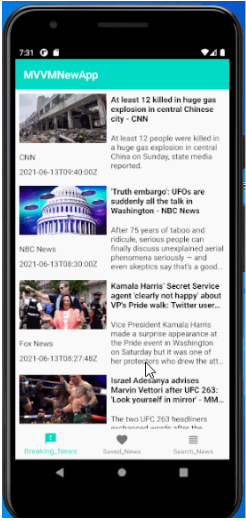 7:31
MVVMNewApp
At least 12 killed in huge gas
explosion in central Chinese
city - CNN
At least 12 people were killed in
a huge gas explosion in central
China on Sunday, state media
reported.
CNN
2021-06-13T09:40:00Z
'Truth embargo': UFOs are
suddenly all the talk in
Washington - NBC News
After 75 years of taboo and
ridicule, serious people can
finally discuss unexplained aerial
phenomena seriously — and
even skeptics say that's a good...
NBC News
2021-06-13T08:30:00Z
Kamala Harris' Secret Service
agent 'clearly not happy' about
VP's Pride walk: Twitter user...
Vice President Kamala Harris
made a surprise appearance at
the Pride event in Washington
on Saturday but it was one of
her protectors who drew the att...
Fox News
2021-06-13T08:27:48Z
Israel Adesanya advises
Marvin Vettori after UFC 263:
'Look yourself in mirror' - MM...
The two UFC 263 headliners
exchanged words after the
Breaking_News
Saved_News
Search_News